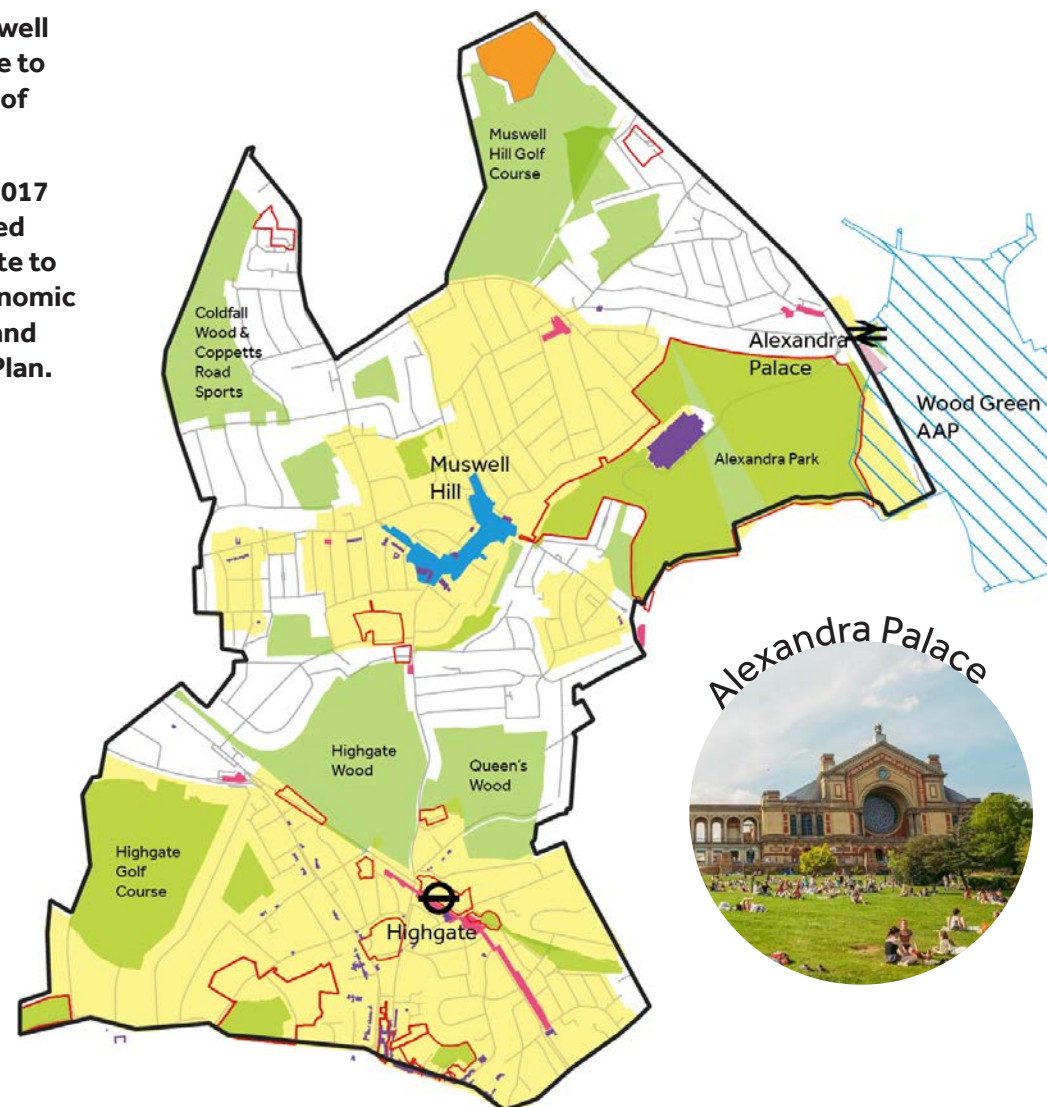 well
e to
of
017
ed
te to
nomic
and
Plan.
Muswell
Hill Golf
Course
Coldfall
Wood &
Coppetts
Road
Sports
Alexandra
Palace
Wood Green
AAP
Muswell
Hill
Alexandra Park
Alexandra Palace
Highgate
Wood
Queen's
Wood
Highgate
Golf
Course
Highgate